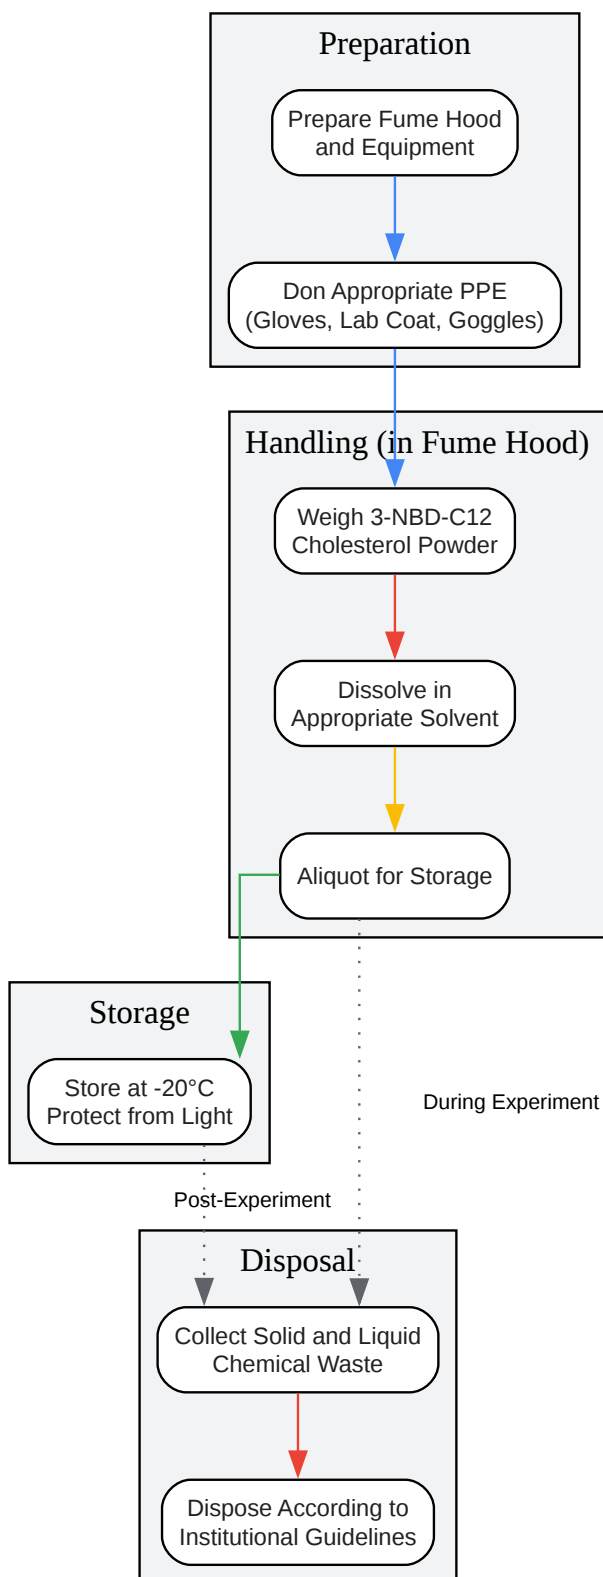 Preparation
Prepare Fume Hood
and Equipment
Don Appropriate PPE
(Gloves, Lab Coat, Goggles)
Handling (in Fume Hood)
Weigh 3-NBD-C12
Cholesterol Powder
Dissolve in
Appropriate Solvent
Aliquot for Storage
Storage
Store at -20°C
Protect from Light
During Experiment
Post-Experiment
Disposal
Collect Solid and Liquid
Chemical Waste
Dispose According to
Institutional Guidelines